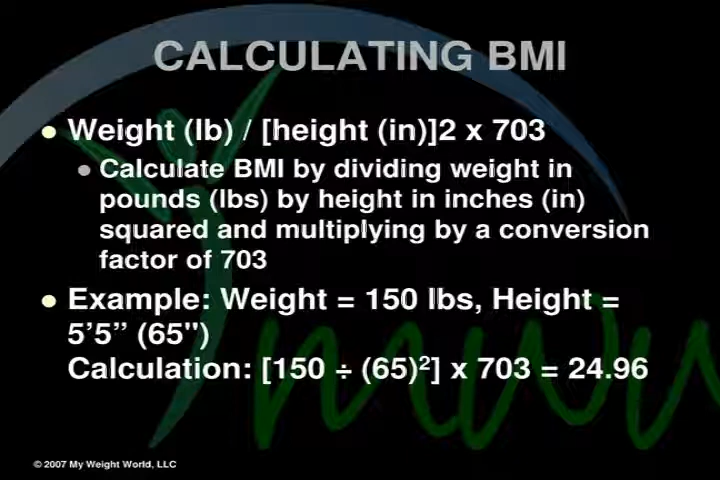 CALCULATING BMI
Weight (lb) / [height (in)]2 x 703
Calculate BMI by dividing weight in
pounds (lbs) by height in inches (in)
squared and multiplying by a conversion
factor of 703
Example: Weight = 150 lbs, Height =
5’5” (65")
Calculation: [150 ÷ (65)²] x 703 = 24.96
mww
© 2007 My Weight World, LLC